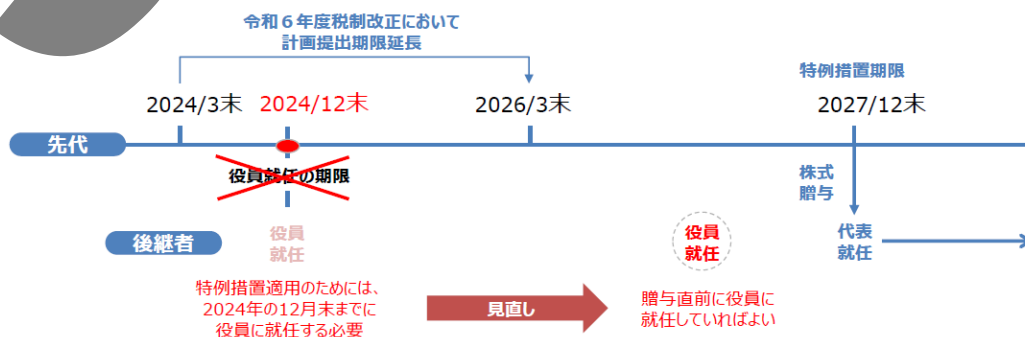 令和６年度税制改正において
計画提出期限延長
特例措置期限
2024/3末
2024/12末
2026/3末
2027/12末
先代
役員就任の期限
株式
贈与
後継者
役員
就任
役員
就任
代表
就任
特例措置適用のためには、
2024年の12月末までに
役員に就任する必要
見直し
贈与直前に役員に
就任していればよい